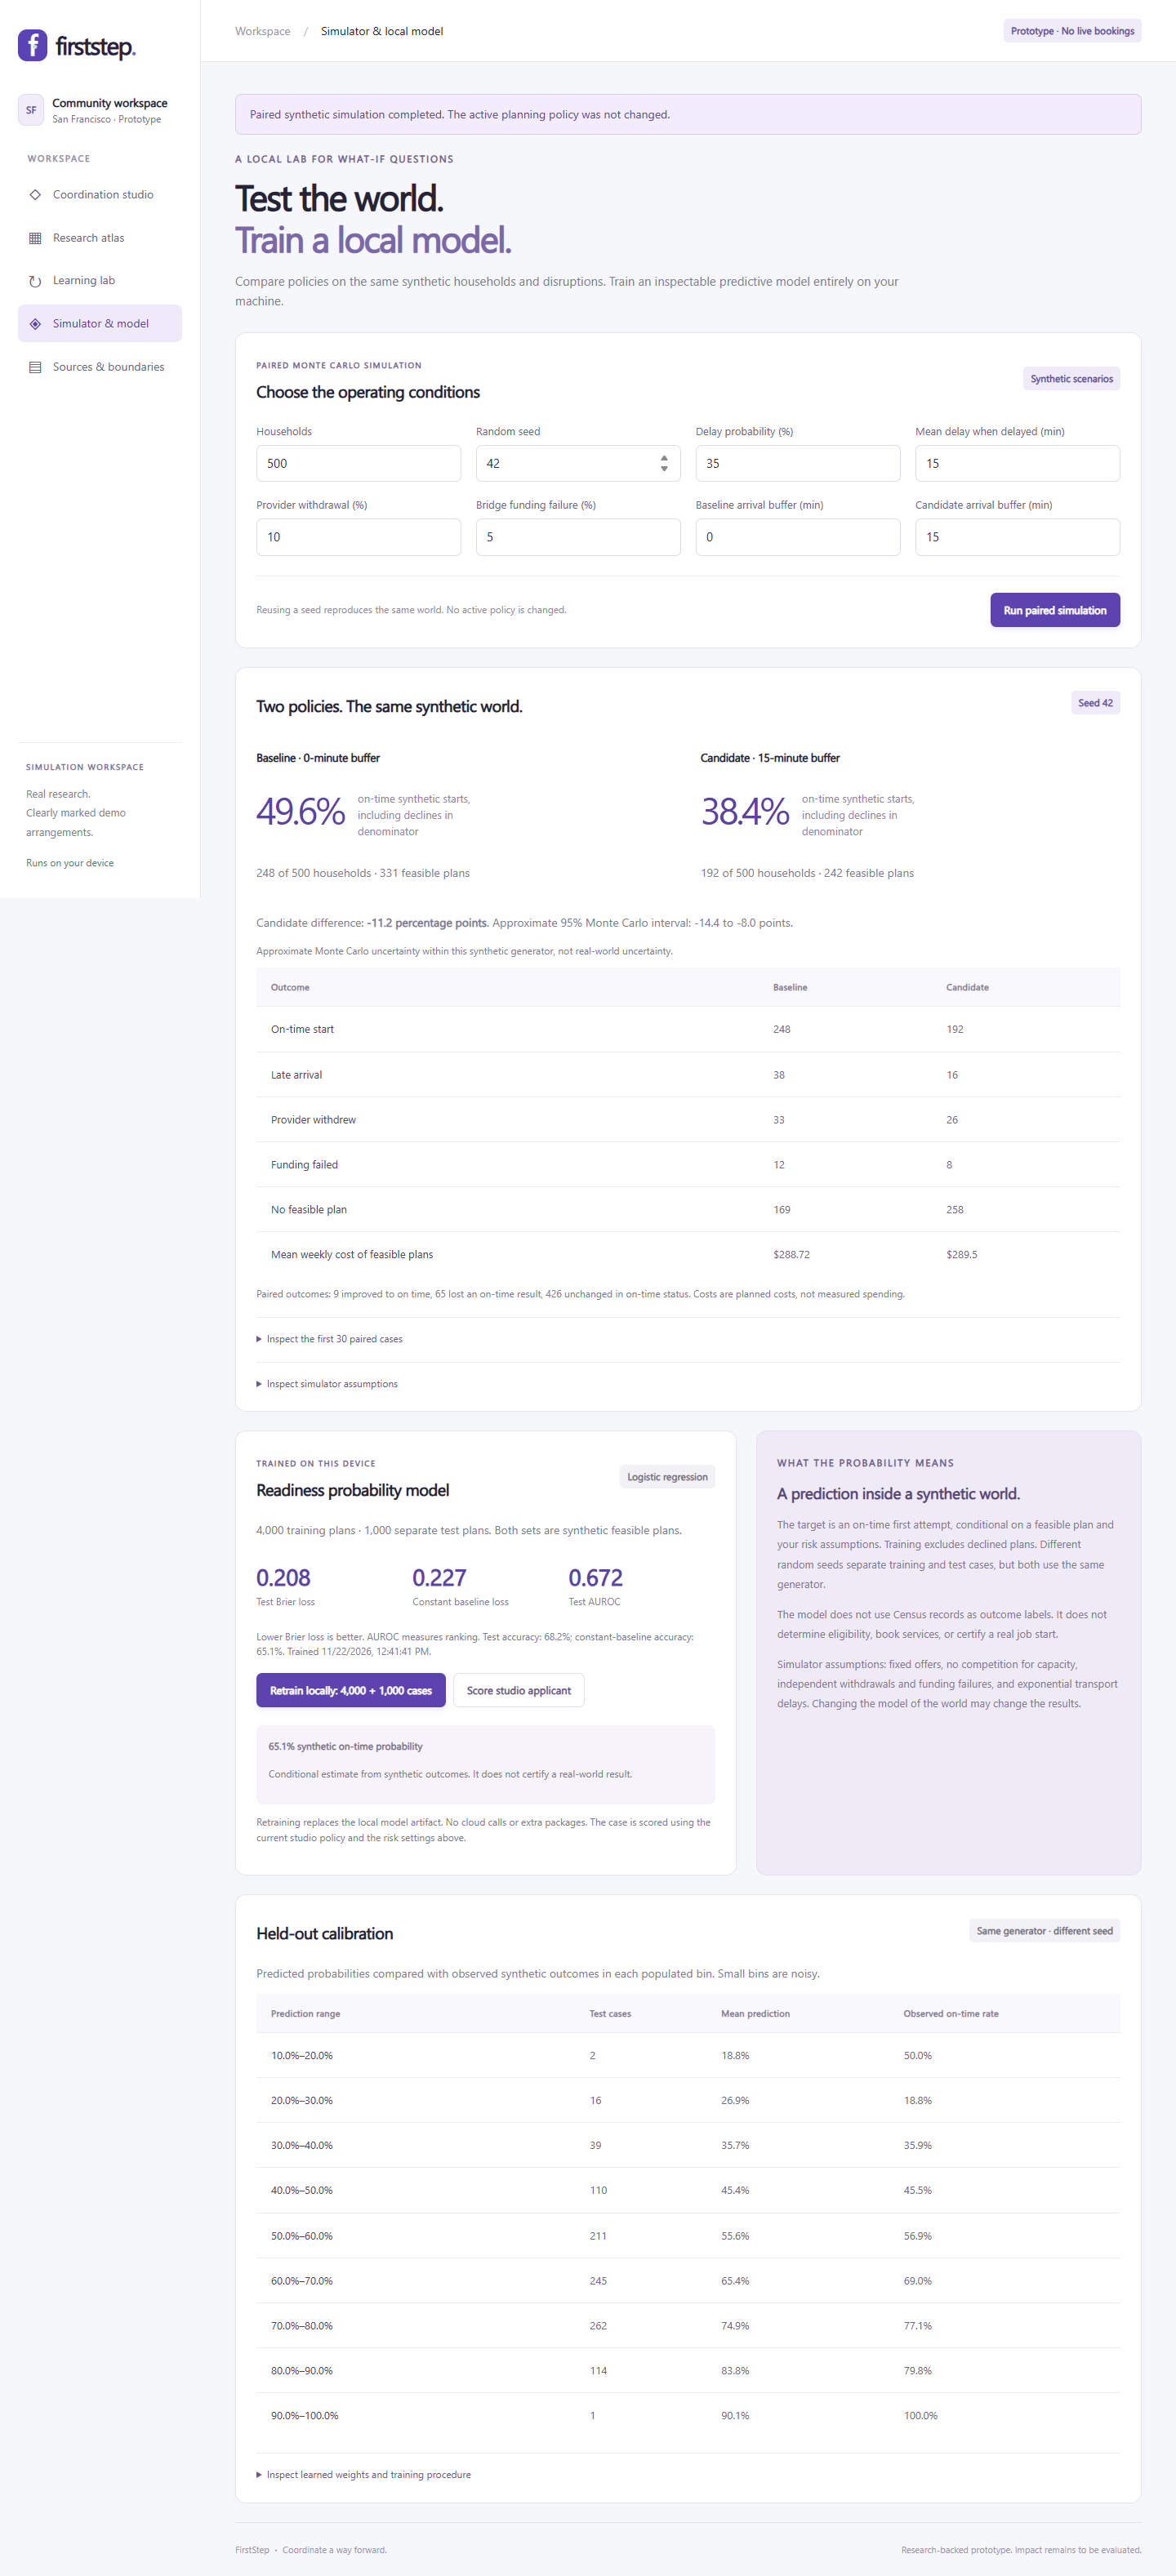 firststep.
SF
Community workspace
San Francisco · Prototype
WORKSPACE
Coordination studio
Research atlas
Learning lab
Simulator & model
Sources & boundaries
SIMULATION WORKSPACE
Real research.
Clearly marked demo
arrangements.
Runs on your device
Workspace / Simulator & local model
Prototype · No live bookings
Paired synthetic simulation completed. The active planning policy was not changed.
A LOCAL LAB FOR WHAT-IF QUESTIONS
Test the world.
Train a local model.
Compare policies on the same synthetic households and disruptions. Train an inspectable predictive model entirely on your
machine.
PAIRED MONTE CARLO SIMULATION
Choose the operating conditions
Synthetic scenarios
Households Random seed Delay probability (%) Mean delay when delayed (min)
500 42 35 15
Provider withdrawal (%) Bridge funding failure (%) Baseline arrival buffer (min) Candidate arrival buffer (min)
10 5 0 15
Reusing a seed reproduces the same world. No active policy is changed.
Run paired simulation
Two policies. The same synthetic world.
Seed 42
Baseline · 0-minute buffer
49.6%
on-time synthetic starts,
including declines in
denominator
248 of 500 households · 331 feasible plans
Candidate · 15-minute buffer
38.4%
on-time synthetic starts,
including declines in
denominator
192 of 500 households · 242 feasible plans
Candidate difference: -11.2 percentage points. Approximate 95% Monte Carlo interval: -14.4 to -8.0 points.
Approximate Monte Carlo uncertainty within this synthetic generator, not real-world uncertainty.
Outcome Baseline Candidate
On-time start 248 192
Late arrival 38 16
Provider withdrew 33 26
Funding failed 12 8
No feasible plan 169 258
Mean weekly cost of feasible plans $288.72 $289.5
Paired outcomes: 9 improved to on time, 65 lost an on-time result, 426 unchanged in on-time status. Costs are planned costs, not measured spending.
Inspect the first 30 paired cases
Inspect simulator assumptions
TRAINED ON THIS DEVICE
Readiness probability model
Logistic regression
4,000 training plans · 1,000 separate test plans. Both sets are synthetic feasible plans.
0.208 0.227 0.672
Test Brier loss Constant baseline loss Test AUROC
Lower Brier loss is better. AUROC measures ranking. Test accuracy: 68.2%; constant-baseline accuracy:
65.1%. Trained 11/22/2026, 12:41:41 PM.
Retrain locally: 4,000 + 1,000 cases
Score studio applicant
65.1% synthetic on-time probability
Conditional estimate from synthetic outcomes. It does not certify a real-world result.
Retraining replaces the local model artifact. No cloud calls or extra packages. The case is scored using the
current studio policy and the risk settings above.
WHAT THE PROBABILITY MEANS
A prediction inside a synthetic world.
The target is an on-time first attempt, conditional on a feasible plan and
your risk assumptions. Training excludes declined plans. Different
random seeds separate training and test cases, but both use the same
generator.
The model does not use Census records as outcome labels. It does not
determine eligibility, book services, or certify a real job start.
Simulator assumptions: fixed offers, no competition for capacity,
independent withdrawals and funding failures, and exponential transport
delays. Changing the model of the world may change the results.
Held-out calibration
Same generator · different seed
Predicted probabilities compared with observed synthetic outcomes in each populated bin. Small bins are noisy.
Prediction range Test cases Mean prediction Observed on-time rate
10.0%–20.0% 2 18.8% 50.0%
20.0%–30.0% 16 26.9% 18.8%
30.0%–40.0% 39 35.7% 35.9%
40.0%–50.0% 110 45.4% 45.5%
50.0%–60.0% 211 55.6% 56.9%
60.0%–70.0% 245 65.4% 69.0%
70.0%–80.0% 262 74.9% 77.1%
80.0%–90.0% 114 83.8% 79.8%
90.0%–100.0% 1 90.1% 100.0%
Inspect learned weights and training procedure
FirstStep · Coordinate a way forward.
Research-backed prototype. Impact remains to be evaluated.